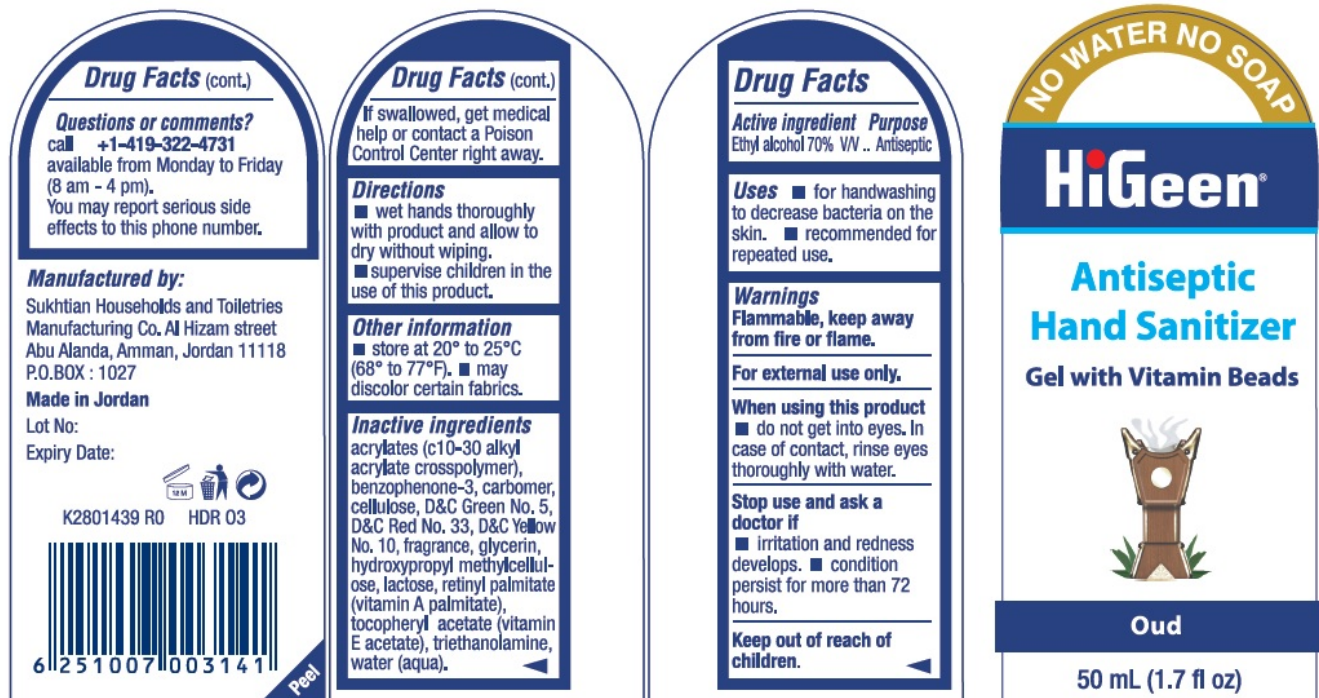 Drug Facts (cont.)
Questions or comments?
call +1-419-322-4731
available from Monday to Friday
(8 am - 4 pm).
You may report serious side
effects to this phone number.
Manufactured by:
Sukhtian Households and Toiletries
Manufacturing Co. Al Hizam street
Abu Alanda, Amman, Jordan 11118
P.O.BOX : 1027
Made in Jordan
Lot No:
Expiry Date:
18 M
K2801439 R0 HDR 03
6 251007 003141
Peel
Drug Facts (cont.)
If swallowed, get medical
help or contact a Poison
Control Center right away.
Directions
■ wet hands thoroughly
with product and allow to
dry without wiping.
■ supervise children in the
use of this product.
Other information
■ store at 20° to 25°C
(68° to 77°F). ■ may
discolor certain fabrics.
Inactive ingredients
acrylates (c10-30 alkyl
acrylate crosspolymer),
benzophenone-3, carbomer,
cellulose, D&C Green No. 5,
D&C Red No. 33, D&C Yellow
No. 10, fragrance, glycerin,
hydroxypropyl methylcellul-
ose, lactose, retinyl palmitate
(vitamin A palmitate),
tocopheryl acetate (vitamin
E acetate), triethanolamine,
water (aqua).
Drug Facts
Active ingredient Purpose
Ethyl alcohol 70% V/V .. Antiseptic
Uses ■ for handwashing
to decrease bacteria on the
skin. ■ recommended for
repeated use.
Warnings
Flammable, keep away
from fire or flame.
For external use only.
When using this product
■ do not get into eyes. In
case of contact, rinse eyes
thoroughly with water.
Stop use and ask a
doctor if
■ irritation and redness
develops. ■ condition
persist for more than 72
hours.
Keep out of reach of
children.
NO WATER NO SOAP
HiGeen®
Antiseptic
Hand Sanitizer
Gel with Vitamin Beads
Oud
50 mL (1.7 fl oz)